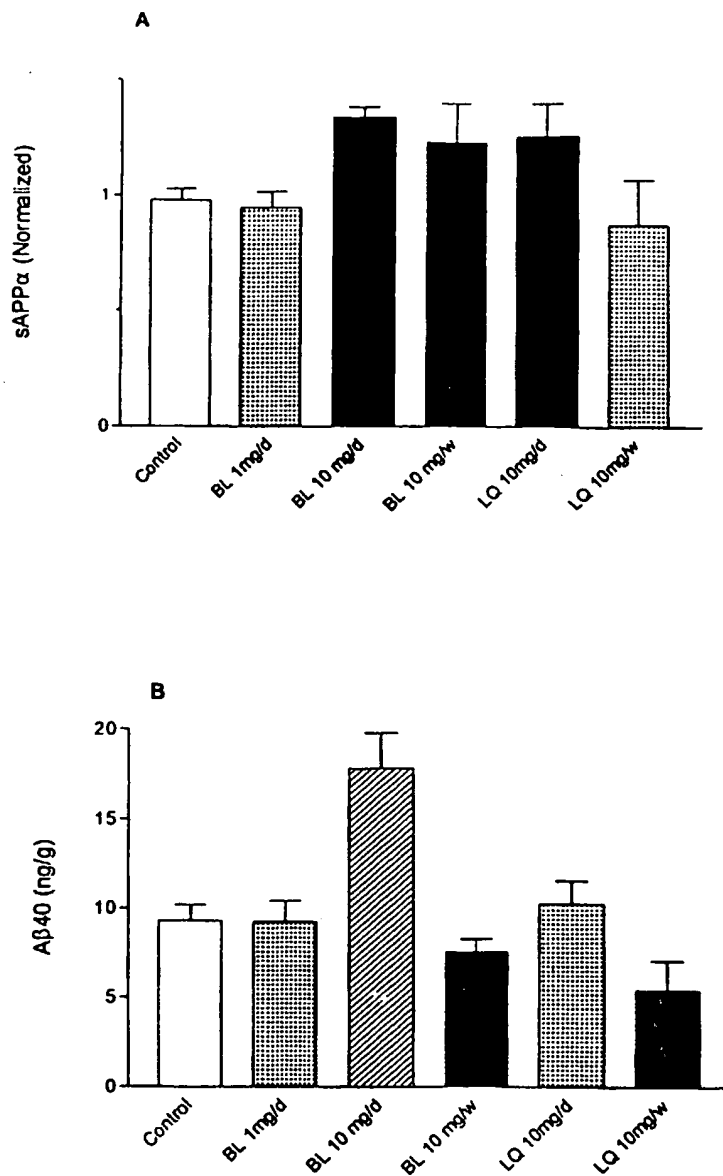 A
sAPPα (Normalized)
1
0
Control
BL 1mg/d
BL 10 mg/d
BL 10 mg/w
LQ 10mg/d
LQ 10mg/w
B
Aβ40 (ng/g)
20
15
10
5
0
Control
BL 1mg/d
BL 10 mg/d
BL 10 mg/w
LQ 10mg/d
LQ 10mg/w